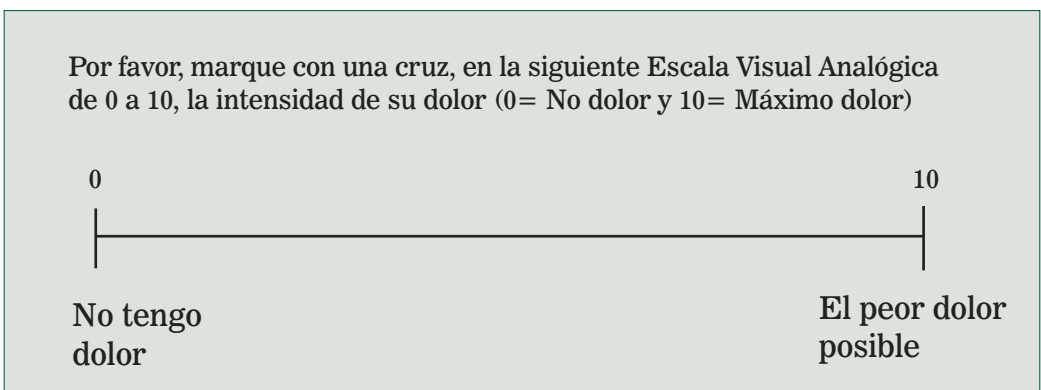 Por favor, marque con una cruz, en la siguiente Escala Visual Analógica
de 0 a 10, la intensidad de su dolor (0= No dolor y 10= Máximo dolor)
0
10
No tengo
dolor
El peor dolor
posible